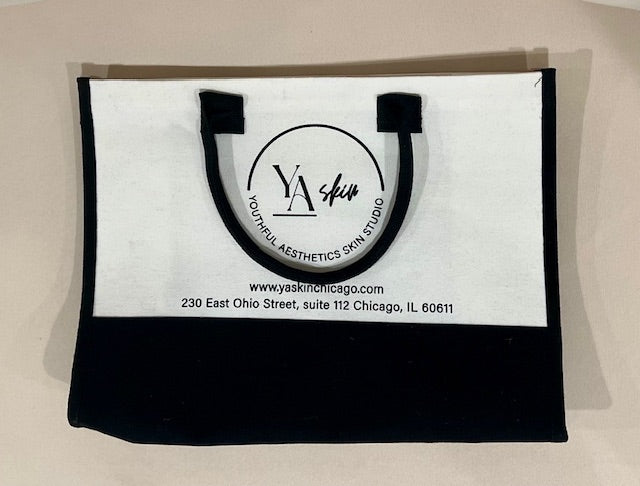 YA skin
YOUTHFUL AESTHETICS SKIN STUDIO
www.yaskinchicago.com
230 East Ohio Street, suite 112 Chicago, IL 60611